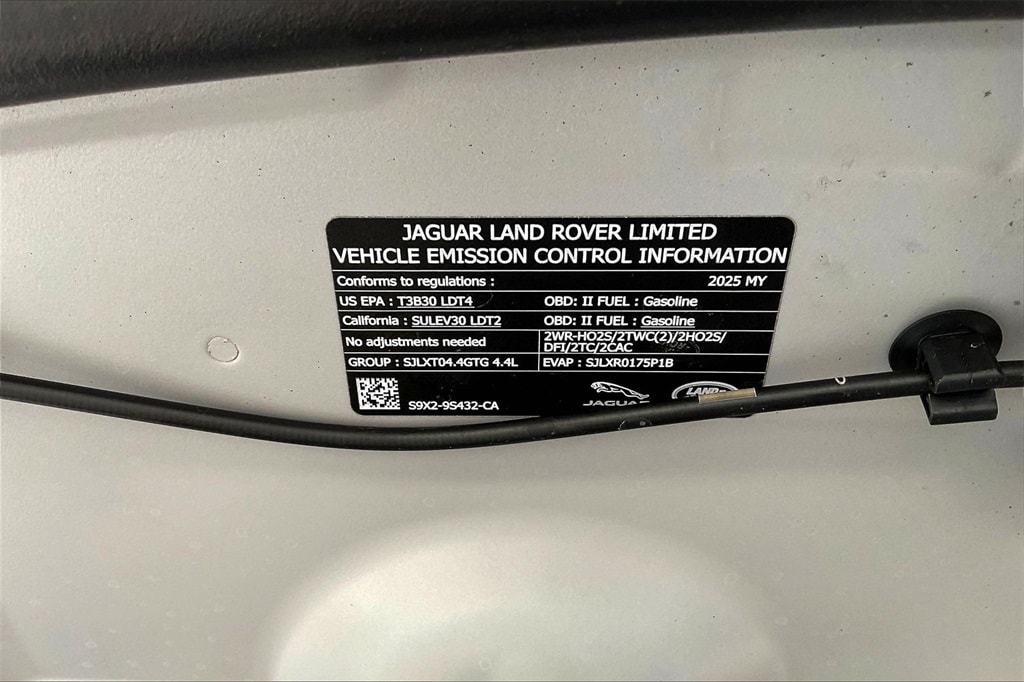 JAGUAR LAND ROVER LIMITED
VEHICLE EMISSION CONTROL INFORMATION
Conforms to regulations : 2025 MY
US EPA : T3B30 LDT4 OBD: II FUEL : Gasoline
California : SULEV30 LDT2 OBD: II FUEL : Gasoline
No adjustments needed
2WR-HO2S/2TWC(2)/2HO2S/
DFI/2TC/2CAC
GROUP : SJLXT04.4GTG 4.4L EVAP : SJLXR0175P1B
S9X2-9S432-CA
JAGUAR
LAND